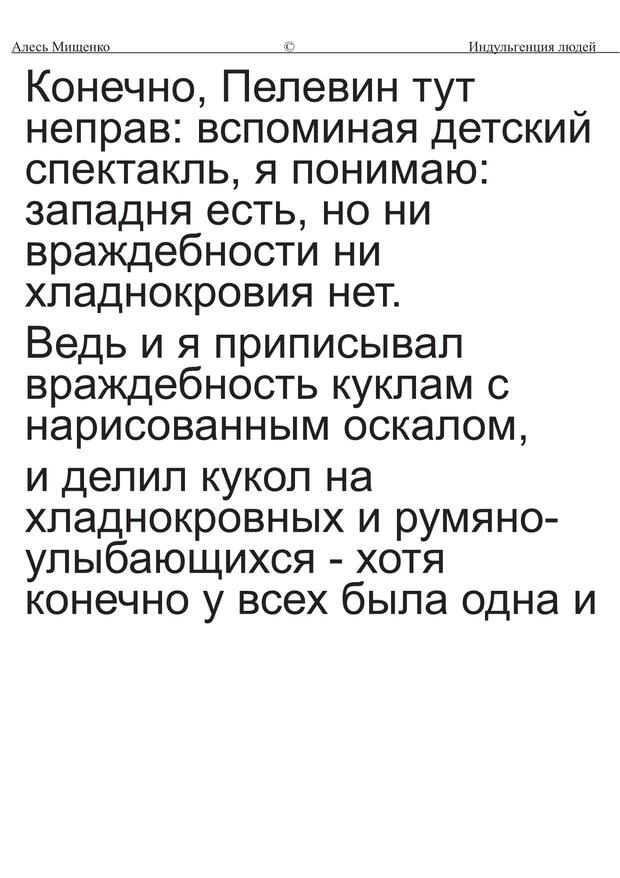 Алесь Мищенко © Индульгенция людей
Конечно, Пелевин тут
неправ: вспоминая детский
спектакль, я понимаю:
западня есть, но ни
враждебности ни
хладнокровия нет.
Ведь и я приписывал
враждебность куклам с
нарисованным оскалом,
и делил кукол на
хладнокровных и румяно-
улыбающихся - хотя
конечно у всех была одна и